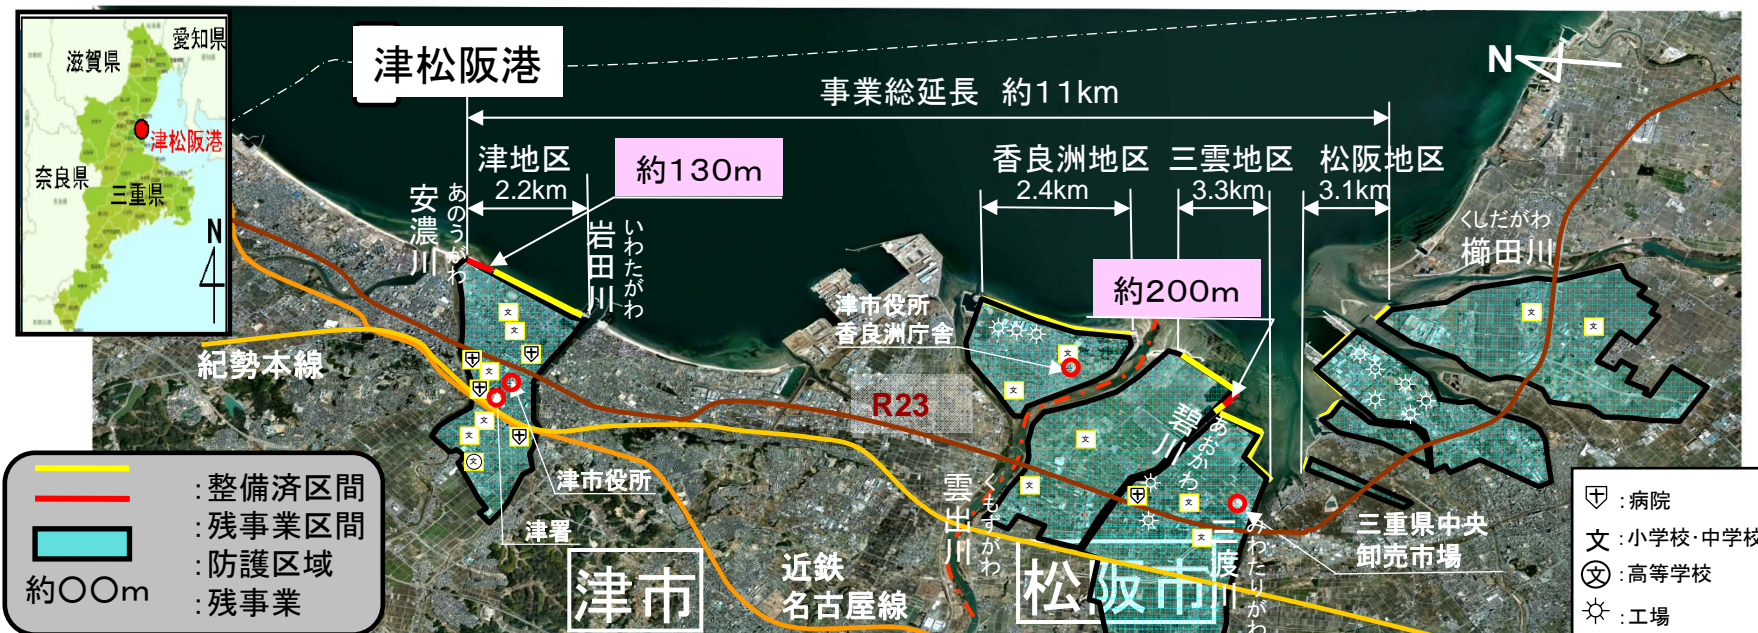 滋賀県
愛知県
津松阪港
奈良県
三重県
N
津松阪港
事業総延長 約11km
N
津地区
2.2km
約130m
香良洲地区
2.4km
三雲地区
3.3km
松阪地区
3.1km
安濃川
あのうがわ
岩田川
いわたがわ
くしだがわ
櫛田川
約200m
津市役所
香良洲庁舎
紀勢本線
R23
碧川
あおかわ
雲出川
くもずがわ
三渡川
みわたりがわ
津市役所
津署
三重県中央
卸売市場
津市
近鉄
名古屋線
松阪市
:整備済区間
:残事業区間
:防護区域
約〇〇m :残事業
:病院
文 :小学校・中学校
文 :高等学校
:工場